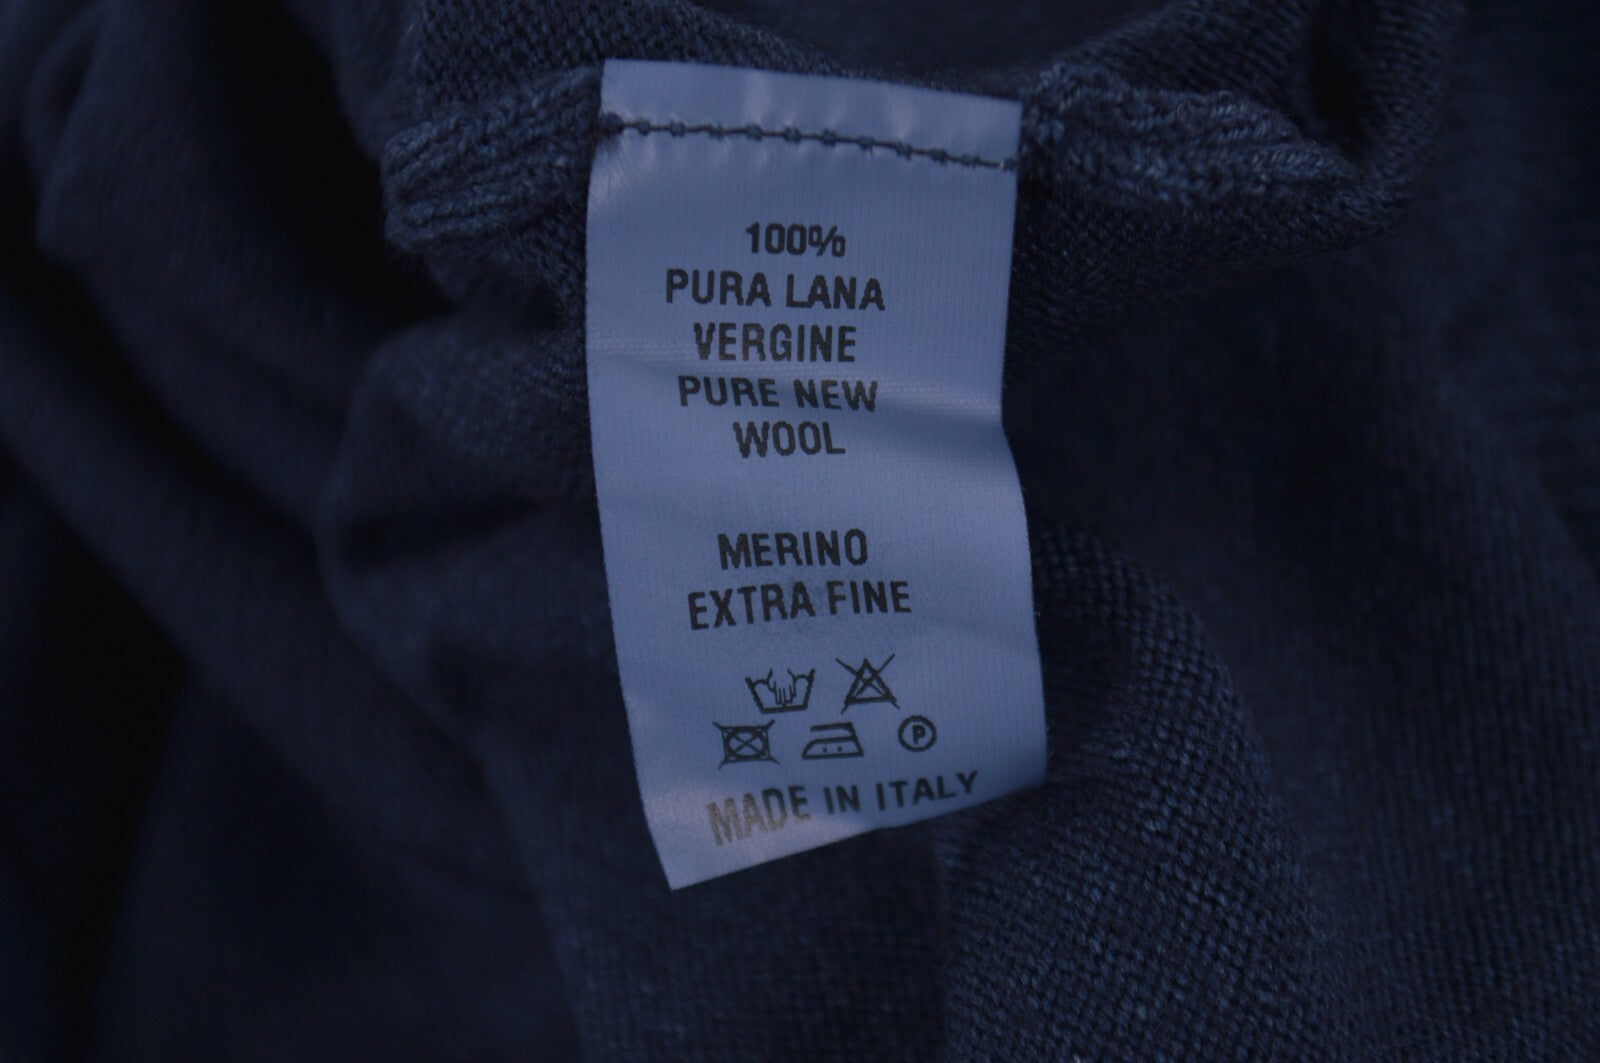 100%
PURA LANA
VERGINE
PURE NEW
WOOL
MERINO
EXTRA FINE
P
MADE IN ITALY